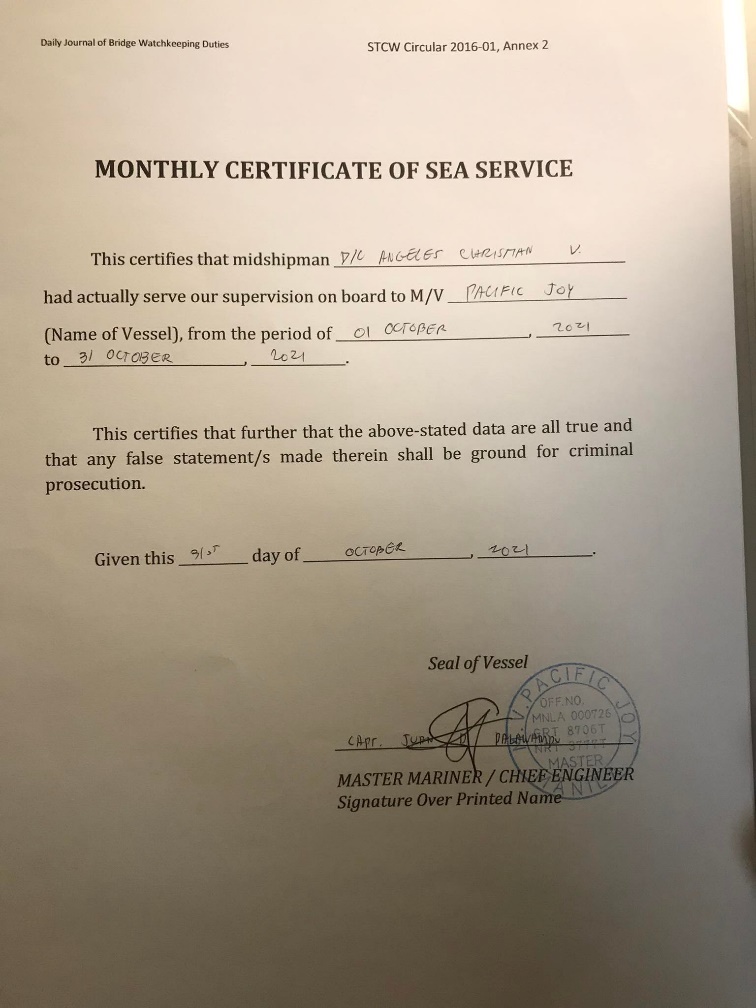 Daily Journal of Bridge Watchkeeping Duties
STCW Circular 2016-01, Annex 2
MONTHLY CERTIFICATE OF SEA SERVICE
This certifies that midshipman D/C ANGELES CHRISTIAN V.
had actually serve our supervision on board to M/V PACIFIC JOY
(Name of Vessel), from the period of 01 OCTOBER, 2021
to 31 OCTOBER, 2021.
This certifies that further that the above-stated data are all true and
that any false statement/s made therein shall be ground for criminal
prosecution.
Given this 31ST day of OCTOBER, 2021.
Seal of Vessel
PACIFIC JOY
OFF.NO.
MNLA 000726
GRT 8706T
NRT
MASTER
CAPT.
MASTER MARINER / CHIEF ENGINEER
Signature Over Printed Name